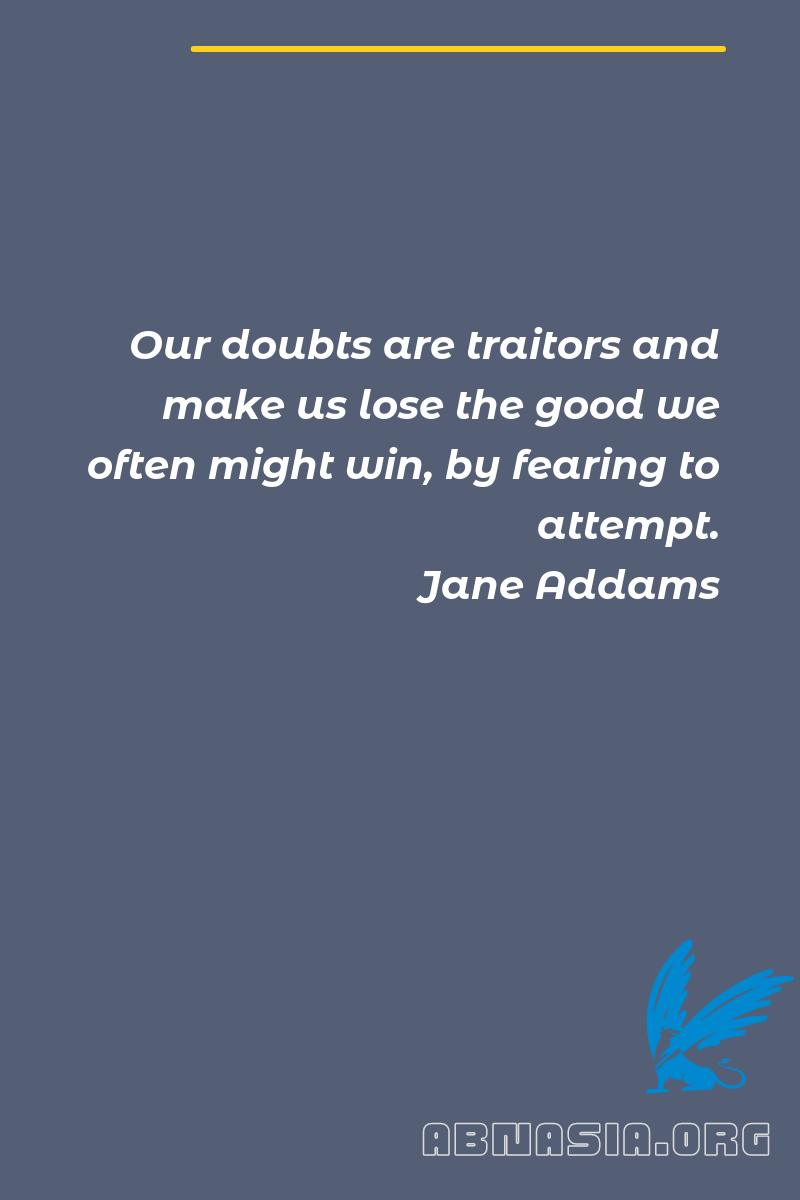 Our doubts are traitors and
make us lose the good we
often might win, by fearing to
attempt.
Jane Addams
ABNASIA.ORG